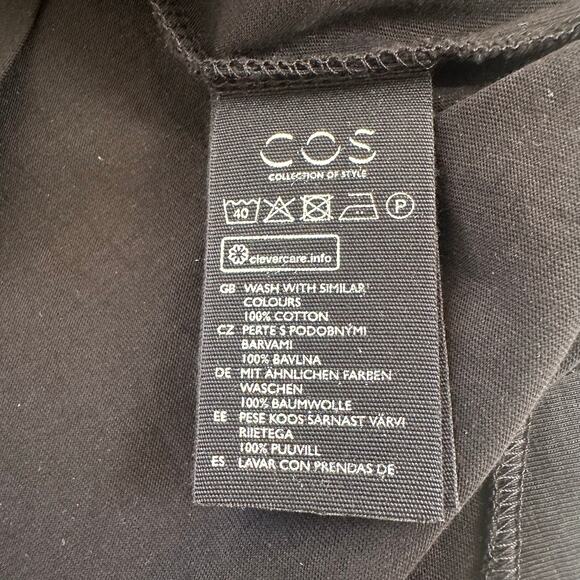 COS
COLLECTION OF STYLE
40 P
clevercare.info
GB WASH WITH SIMILAR
COLOURS
100% COTTON
CZ PERTE S PODOBNÝMI
BARVAMI
100% BAVLNA
DE MIT ÄHNLICHEN FARBEN
WASCHEN
100% BAUMWOLLE
EE PESE KOOS SARNAST VÄRVI
RIIETEGA
100% PUUVILL
ES LAVAR CON PRENDAS DE